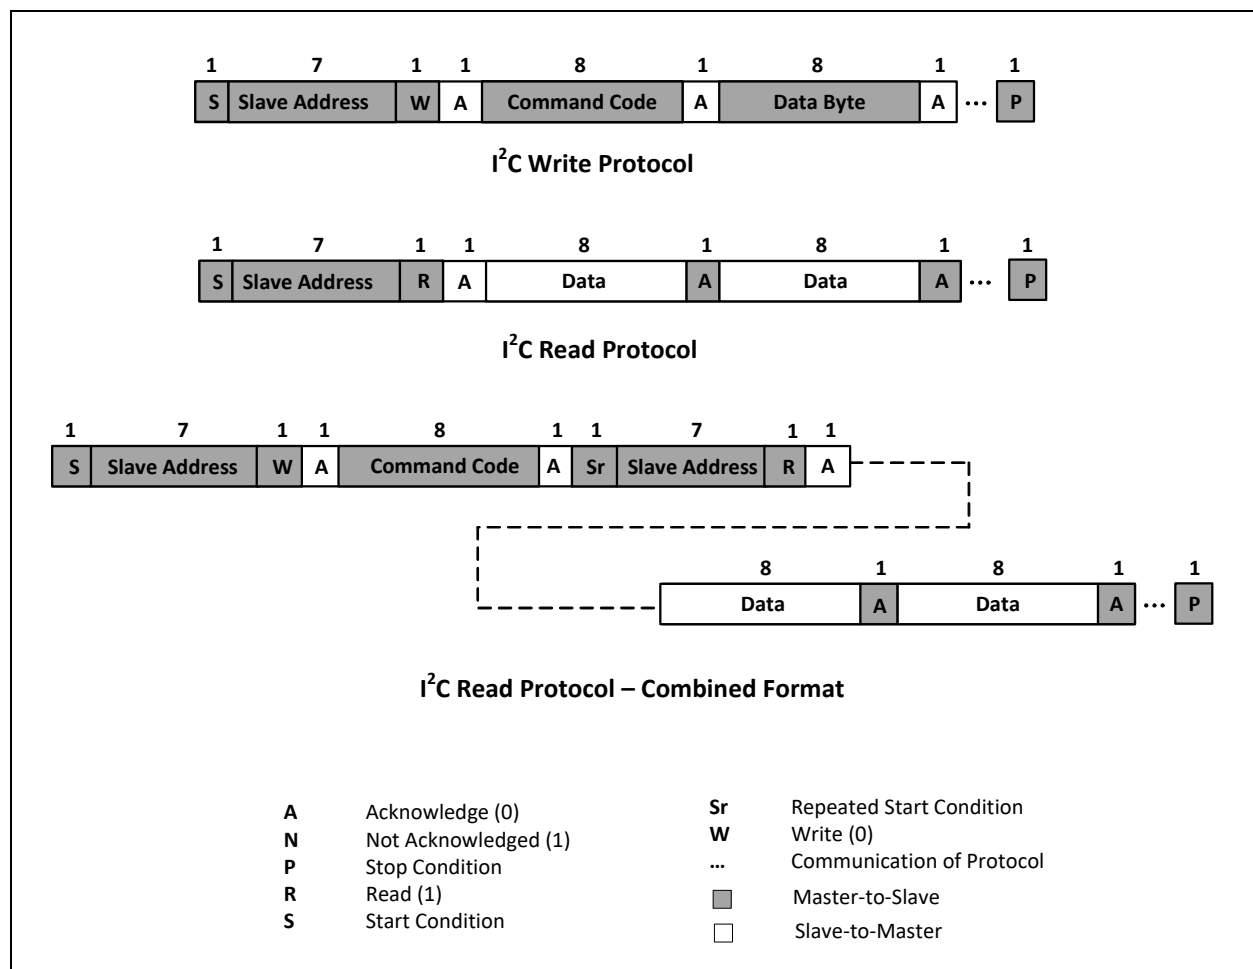 1 7 1 1 8 1 8 1 1
S Slave Address W A Command Code A Data Byte A ... P
I²C Write Protocol
1 7 1 1 8 1 8 1 1
S Slave Address R A Data A Data A ... P
I²C Read Protocol
1 7 1 1 8 1 1 7 1 1
S Slave Address W A Command Code A Sr Slave Address R A
8 1 8 1 1
Data A Data A ... P
I²C Read Protocol – Combined Format
A Acknowledge (0)
N Not Acknowledged (1)
P Stop Condition
R Read (1)
S Start Condition
Sr Repeated Start Condition
W Write (0)
... Communication of Protocol
Master-to-Slave
Slave-to-Master